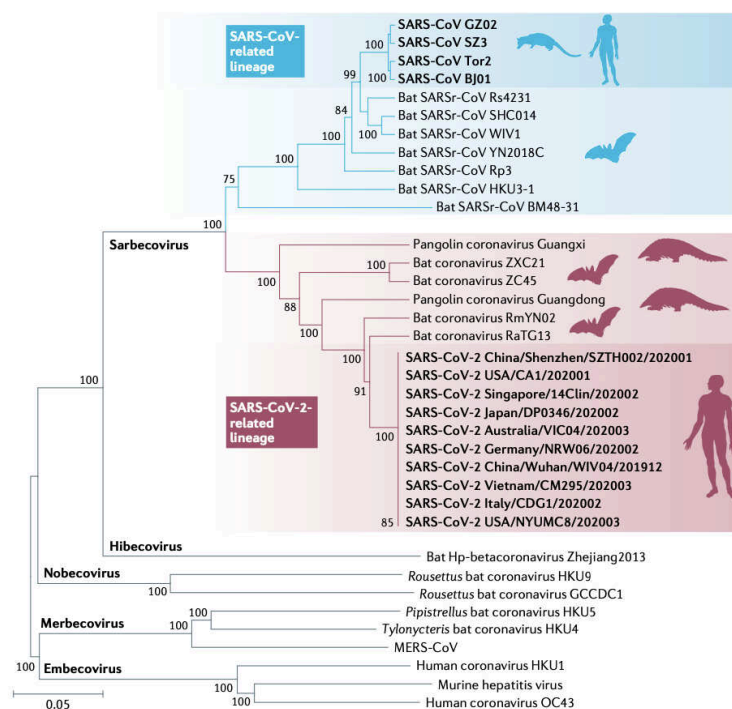 SARS-CoV-
related
lineage
SARS-CoV GZ02
100
SARS-CoV SZ3
SARS-CoV Tor2
99
100
SARS-CoV BJ01
Bat SARSr-CoV Rs4231
84
Bat SARSr-CoV SHC014
100
Bat SARSr-CoV WIV1
100
Bat SARSr-CoV YN2018C
100
Bat SARSr-CoV Rp3
75
Bat SARSr-CoV HKU3-1
Bat SARSr-CoV BM48-31
100
Sarbecovirus
Pangolin coronavirus Guangxi
100
Bat coronavirus ZXC21
100
Bat coronavirus ZC45
88
Pangolin coronavirus Guangdong
100
Bat coronavirus RmYN02
Bat coronavirus RaTG13
100
SARS-CoV-2 China/Shenzhen/SZTH002/202001
100
SARS-CoV-2 USA/CA1/202001
91
SARS-CoV-2 Singapore/14Clin/202002
SARS-CoV-2-
related
lineage
SARS-CoV-2 Japan/DP0346/202002
100
SARS-CoV-2 Australia/VIC04/202003
SARS-CoV-2 Germany/NRW06/202002
SARS-CoV-2 China/Wuhan/WIV04/201912
SARS-CoV-2 Vietnam/CM295/202003
SARS-CoV-2 Italy/CDG1/202002
85
SARS-CoV-2 USA/NYUMC8/202003
Hibecovirus
Bat Hp-betacoronavirus Zhejiang2013
Nobecovirus
Rousettus bat coronavirus HKU9
100
Rousettus bat coronavirus GCCDC1
Merbecovirus
100
Pipistrellus bat coronavirus HKU5
100
Tylonycteris bat coronavirus HKU4
MERS-CoV
100
Embecovirus
Human coronavirus HKU1
100
Murine hepatitis virus
100
Human coronavirus OC43
0.05